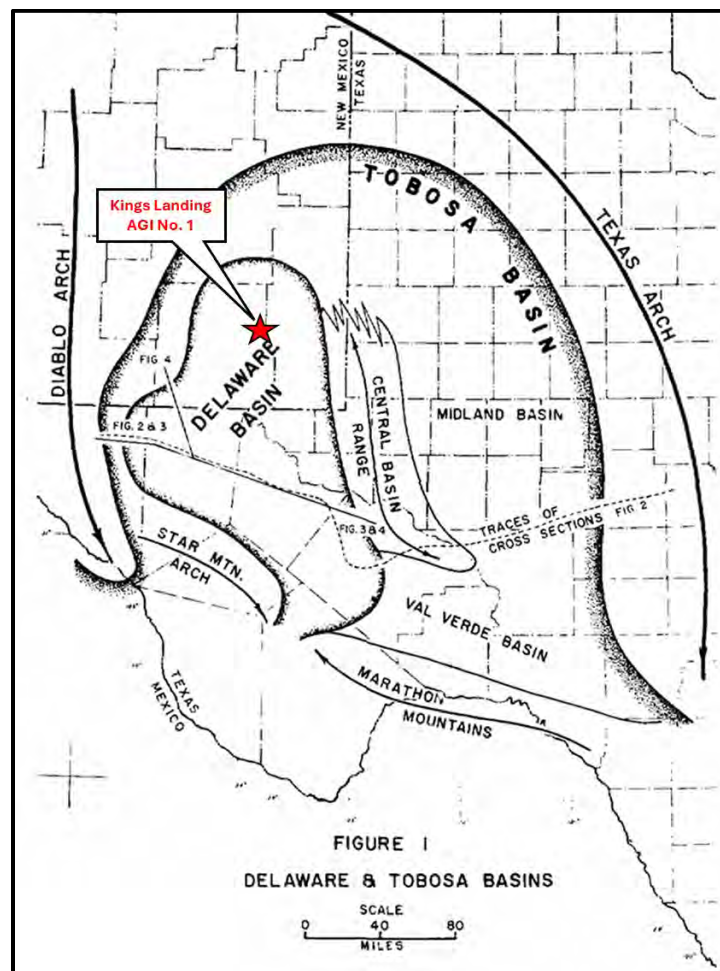 NEW MEXICO
TEXAS
TOBOSA BASIN
Kings Landing
AGI No. 1
TEXAS ARCH
DIABLO ARCH
FIG 4
DELAWARE
BASIN
CENTRAL BASIN
RANGE
MIDLAND BASIN
FIG. 2 & 3
FIG. 3 & 4
TRACES OF
CROSS SECTIONS FIG 2
STAR MTN.
ARCH
VAL VERDE BASIN
TEXAS
MEXICO
MARATHON
MOUNTAINS
FIGURE I
DELAWARE & TOBOSA BASINS
SCALE
0 40 80
MILES